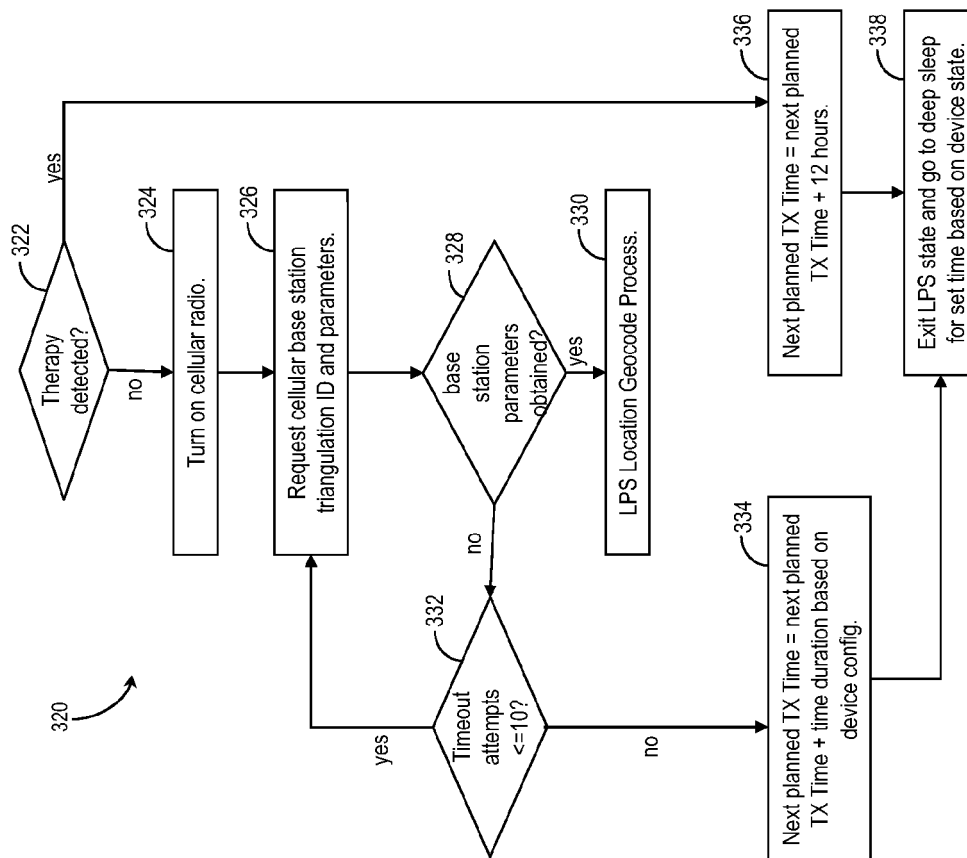 320
322
Therapy
detected?
yes
no
324
Turn on cellular radio.
326
Request cellular base station
triangulation ID and parameters.
328
base
station
parameters
obtained?
yes
no
330
LPS Location Geocode Process.
332
Timeout
attempts
<=10?
yes
no
334
Next planned TX Time = next planned
TX Time + time duration based on
device config.
336
Next planned TX Time = next planned
TX Time + 12 hours.
338
Exit LPS state and go to deep sleep
for set time based on device state.